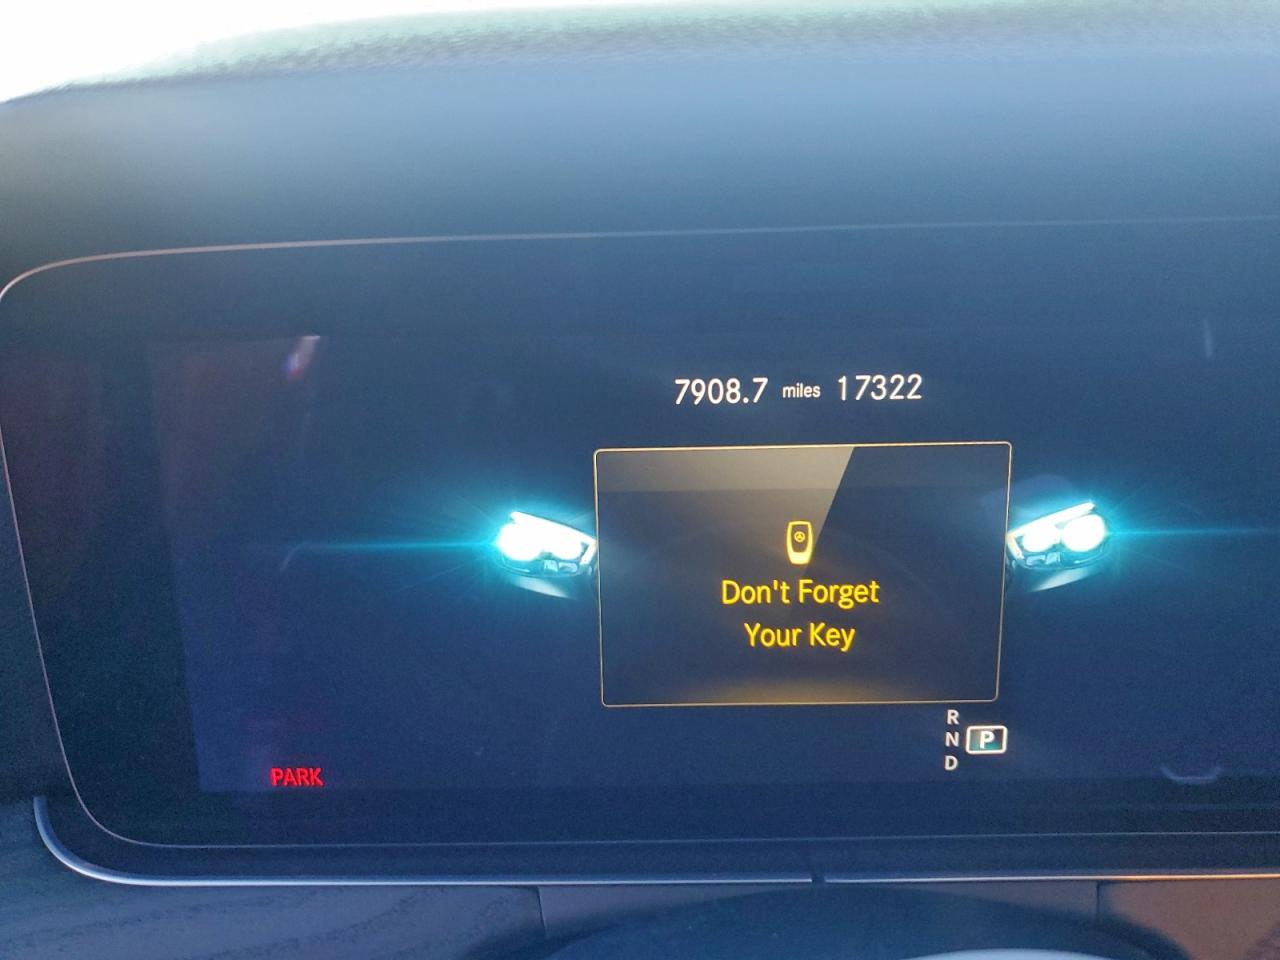 7908.7 miles 17322
Don't Forget
Your Key
R
N P
D
PARK